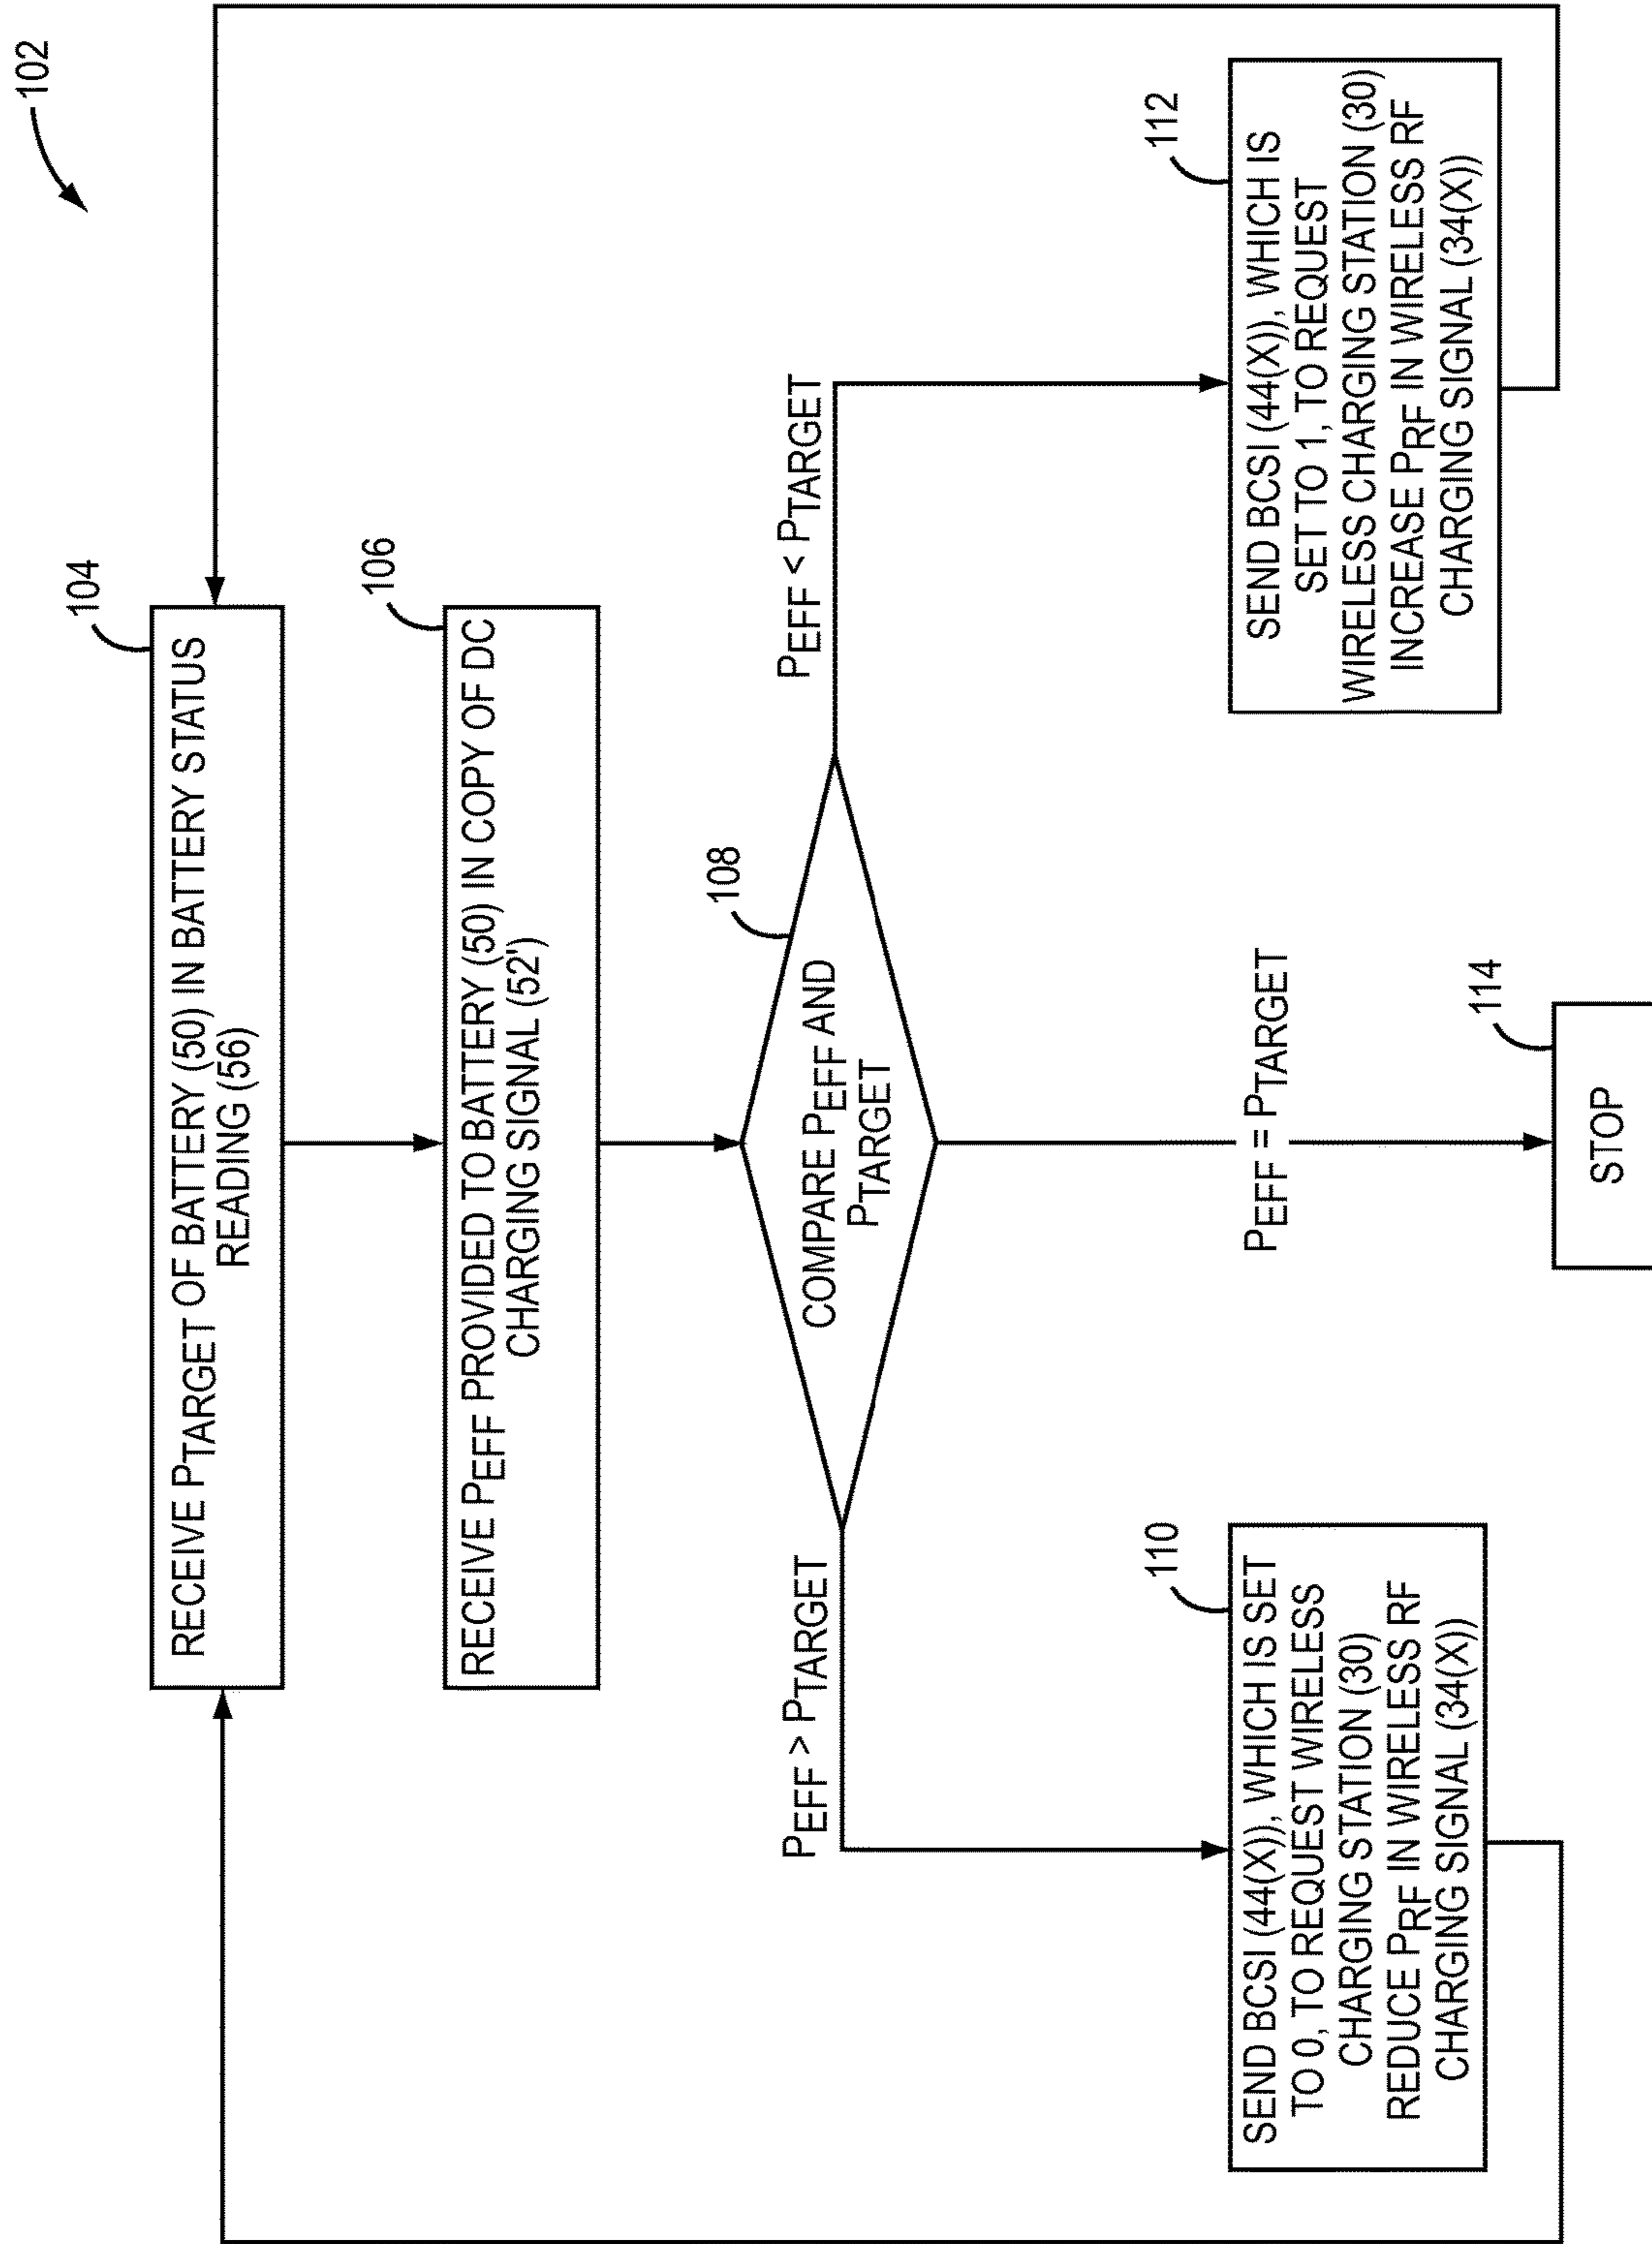 102
104
RECEIVE PTARGET OF BATTERY (50) IN BATTERY STATUS
READING (56)
106
RECEIVE PEFF PROVIDED TO BATTERY (50) IN COPY OF DC
CHARGING SIGNAL (52')
108
COMPARE PEFF AND
PTARGET
PEFF > PTARGET
PEFF < PTARGET
110
SEND BCSI (44(X)), WHICH IS SET
TO 0, TO REQUEST WIRELESS
CHARGING STATION (30)
REDUCE PRF IN WIRELESS RF
CHARGING SIGNAL (34(X))
112
SEND BCSI (44(X)), WHICH IS
SET TO 1, TO REQUEST
WIRELESS CHARGING STATION (30)
INCREASE PRF IN WIRELESS RF
CHARGING SIGNAL (34(X))
PEFF = PTARGET
114
STOP